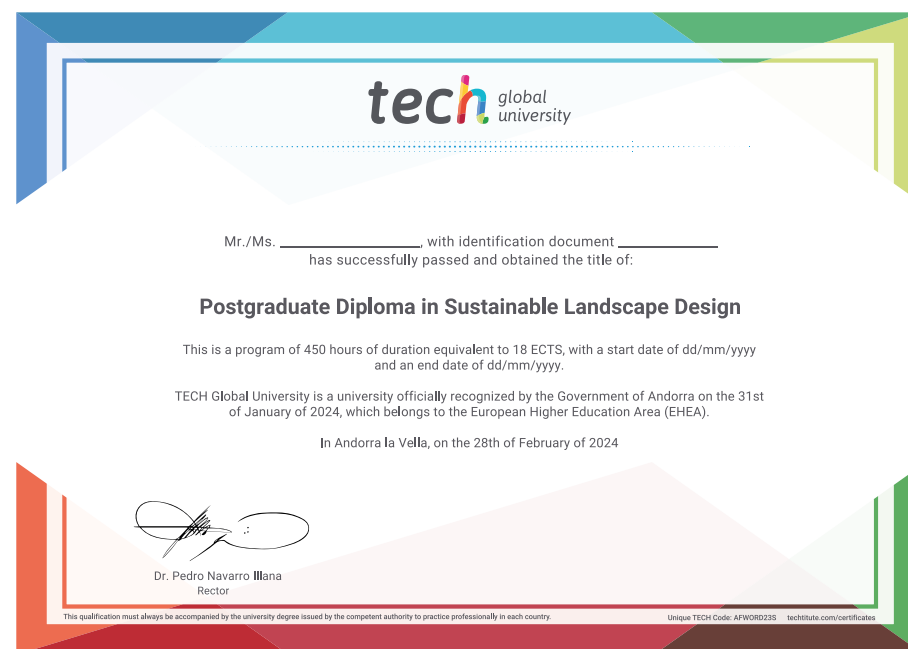 tech global university
Mr./Ms. ____________, with identification document ____________
has successfully passed and obtained the title of:
Postgraduate Diploma in Sustainable Landscape Design
This is a program of 450 hours of duration equivalent to 18 ECTS, with a start date of dd/mm/yyyy
and an end date of dd/mm/yyyy.
TECH Global University is a university officially recognized by the Government of Andorra on the 31st
of January of 2024, which belongs to the European Higher Education Area (EHEA).
In Andorra la Vella, on the 28th of February of 2024
Dr. Pedro Navarro Illana
Rector
This qualification must always be accompanied by the university degree issued by the competent authority to practice professionally in each country.
Unique TECH Code: AFWORD23S techtitute.com/certificates